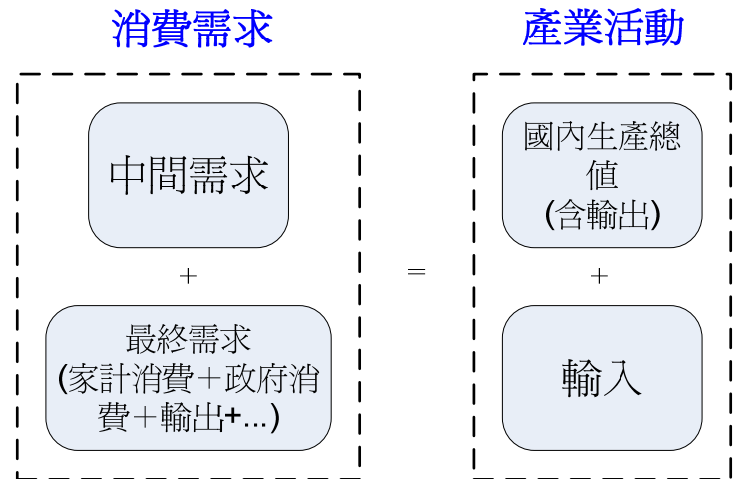 消費需求
產業活動
中間需求
+
最終需求
(家計消費＋政府消
費＋輸出+...)
=
國內生產總
值
(含輸出)
+
輸入